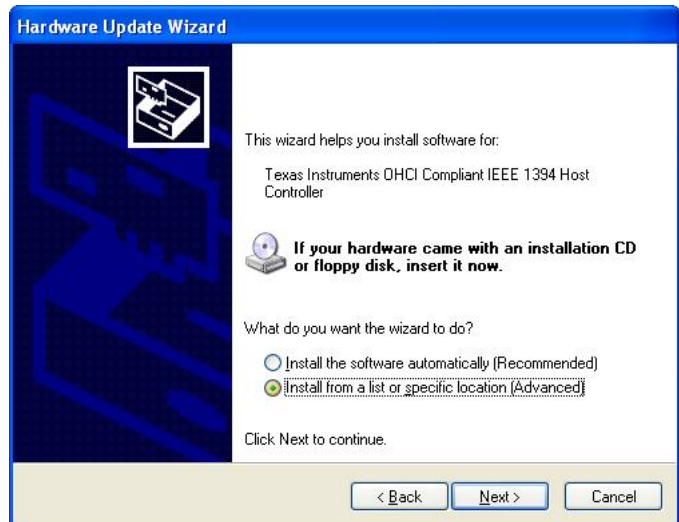 Hardware Update Wizard
This wizard helps you install software for:
Texas Instruments OHCI Compliant IEEE 1394 Host
Controller
If your hardware came with an installation CD
or floppy disk, insert it now.
What do you want the wizard to do?
Install the software automatically (Recommended)
Install from a list or specific location (Advanced)
Click Next to continue.
< Back Next > Cancel